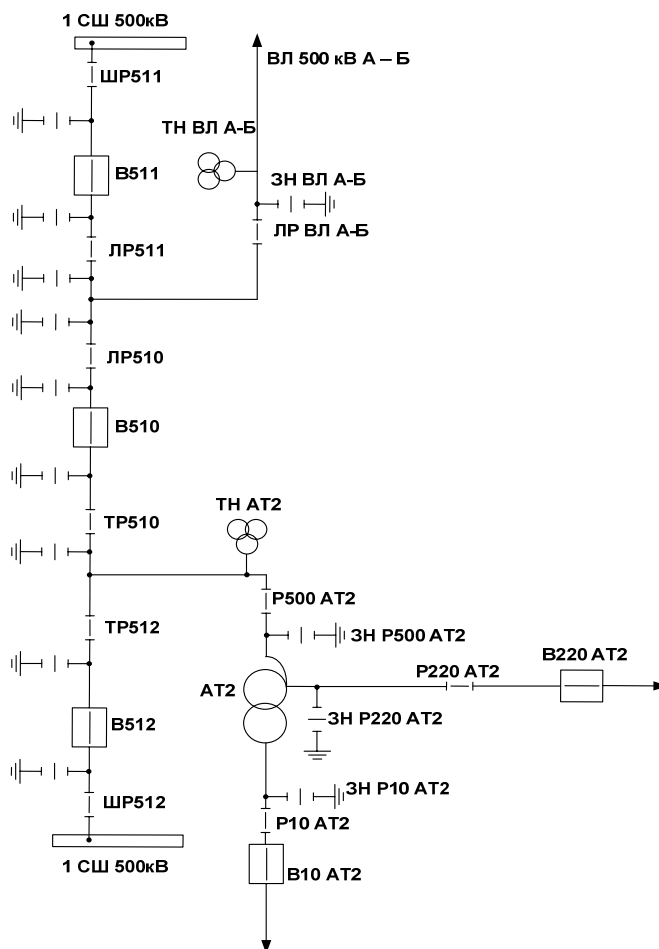 1 СШ 500кВ
ШР511
ВЛ 500 кВ А – Б
ТН ВЛ А-Б
В511
ЗН ВЛ А-Б
ЛР ВЛ А-Б
ЛР511
ЛР510
В510
ТН АТ2
ТР510
Р500 АТ2
ТР512
ЗН Р500 АТ2
В220 АТ2
Р220 АТ2
АТ2
В512
ЗН Р220 АТ2
ЗН Р10 АТ2
ШР512
Р10 АТ2
1 СШ 500кВ
В10 АТ2